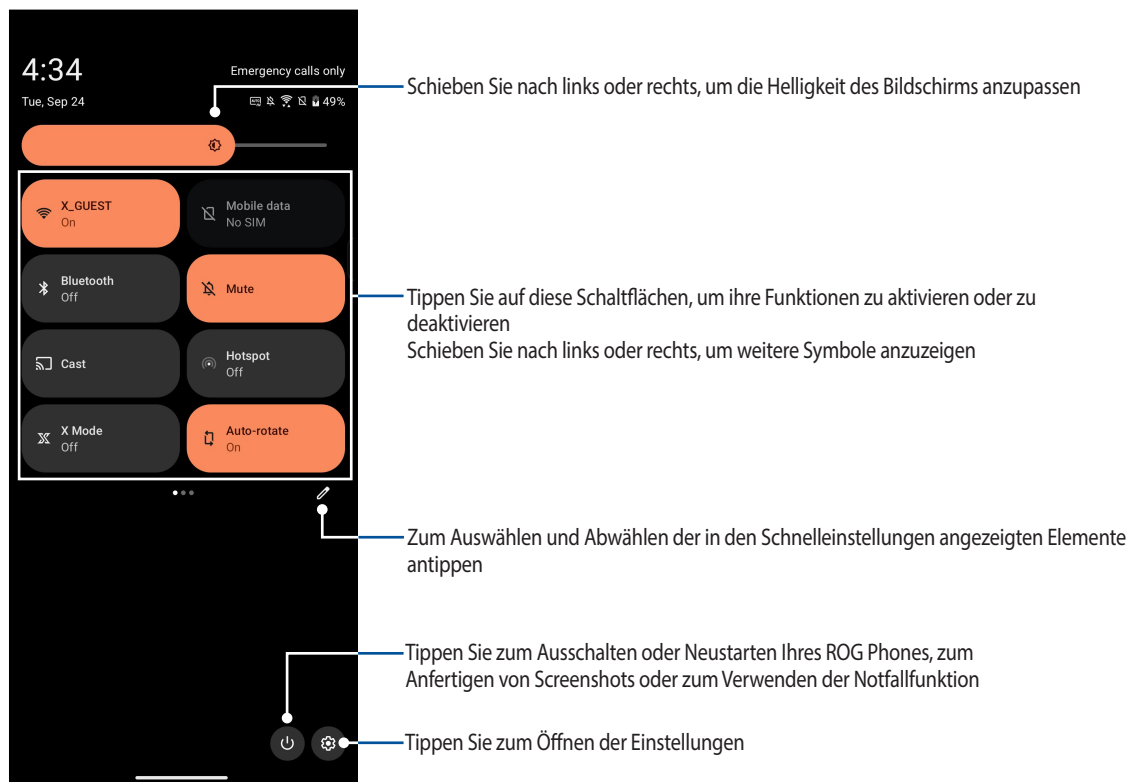 4:34
Emergency calls only
Tue, Sep 24
49%
Schieben Sie nach links oder rechts, um die Helligkeit des Bildschirms anzupassen
X_GUEST
On
Mobile data
No SIM
Bluetooth
Off
Mute
Tippen Sie auf diese Schaltflächen, um ihre Funktionen zu aktivieren oder zu
deaktivieren
Schieben Sie nach links oder rechts, um weitere Symbole anzuzeigen
Cast
Hotspot
Off
X Mode
Off
Auto-rotate
On
Zum Auswählen und Abwählen der in den Schnelleinstellungen angezeigten Elemente
antippen
Tippen Sie zum Ausschalten oder Neustarten Ihres ROG Phones, zum
Anfertigen von Screenshots oder zum Verwenden der Notfallfunktion
Tippen Sie zum Öffnen der Einstellungen